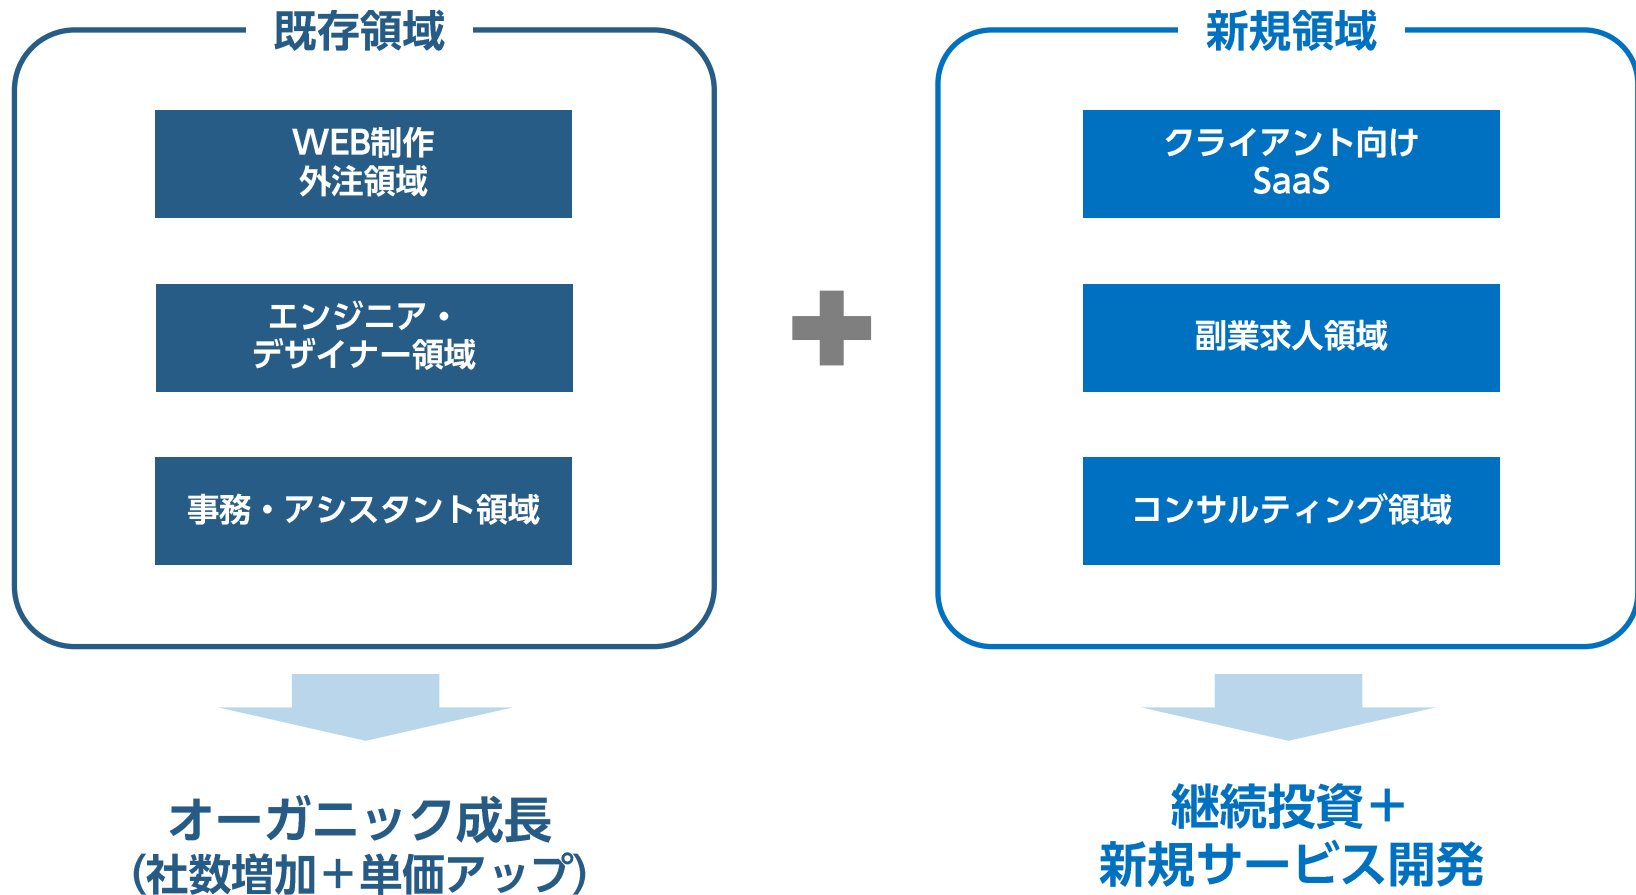 既存領域
WEB制作
外注領域
エンジニア・
デザイナー領域
事務・アシスタント領域
オーガニック成長
（社数増加＋単価アップ）
新規領域
クライアント向け
SaaS
副業求人領域
コンサルティング領域
継続投資＋
新規サービス開発